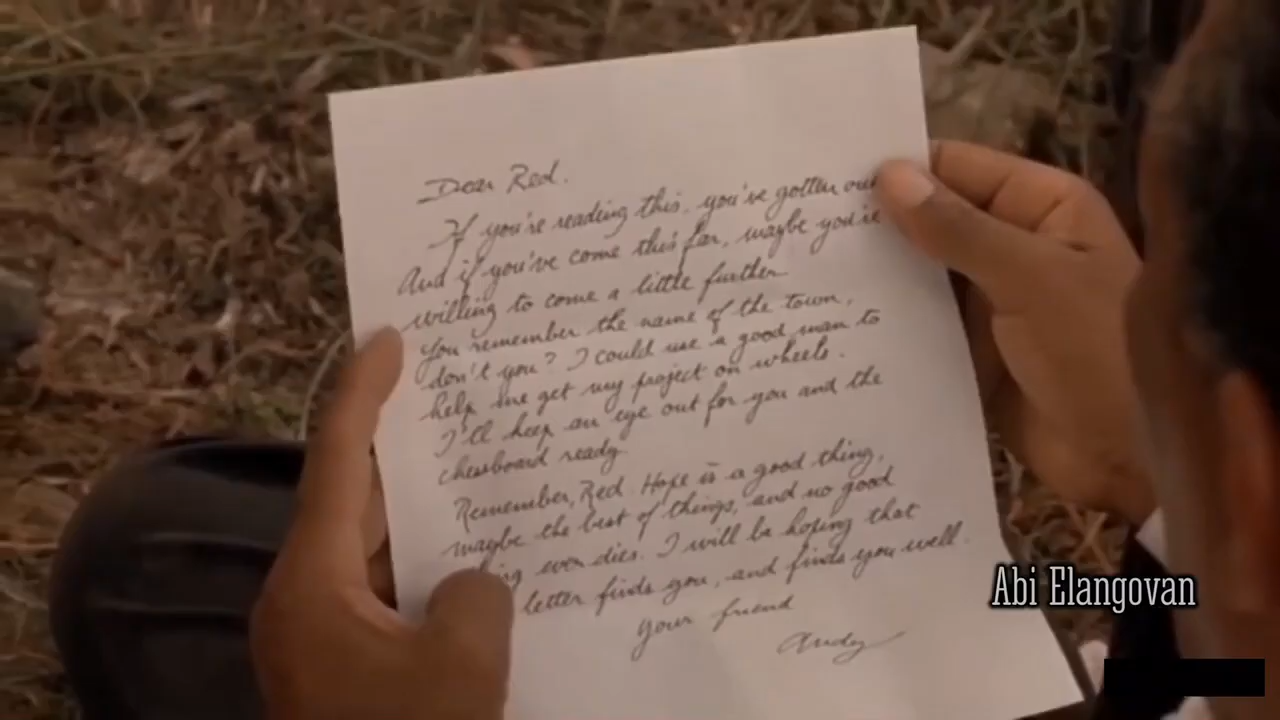 Dear Red.
If you're reading this, you've gotten out
And if you've come this far, maybe you're
willing to come a little further
You remember the name of the town,
don't you? I could use a good man to
help me get my project on wheels.
I'll keep an eye out for you and the
chessboard ready
Remember, Red. Hope is a good thing,
maybe the best of things, and no good
ever dies. I will be hoping that
letter finds you, and finds you well.
Your friend
Andy
Abi Elangovan